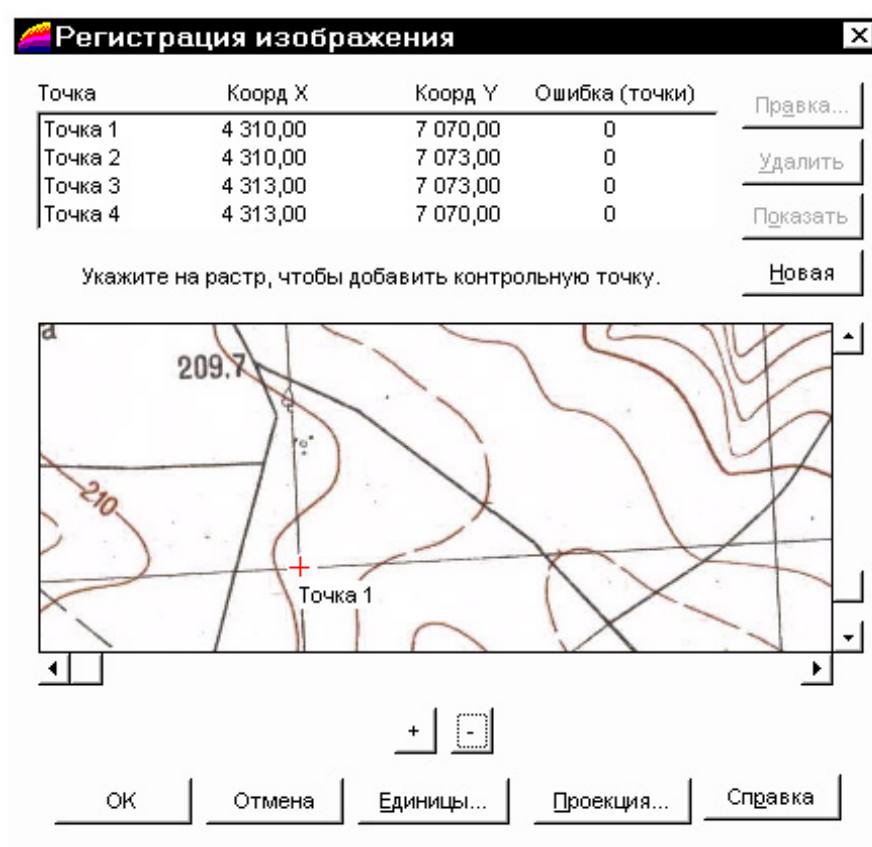 Регистрация изображения
Точка Коорд X Коорд Y Ошибка (точки)
Точка 1 4 310,00 7 070,00 0
Точка 2 4 310,00 7 073,00 0
Точка 3 4 313,00 7 073,00 0
Точка 4 4 313,00 7 070,00 0
Правка...
Удалить
Показать
Новая
Укажите на растр, чтобы добавить контрольную точку.
а
209.7
210
Точка 1
+ -
OK Отмена Единицы... Проекция... Справка